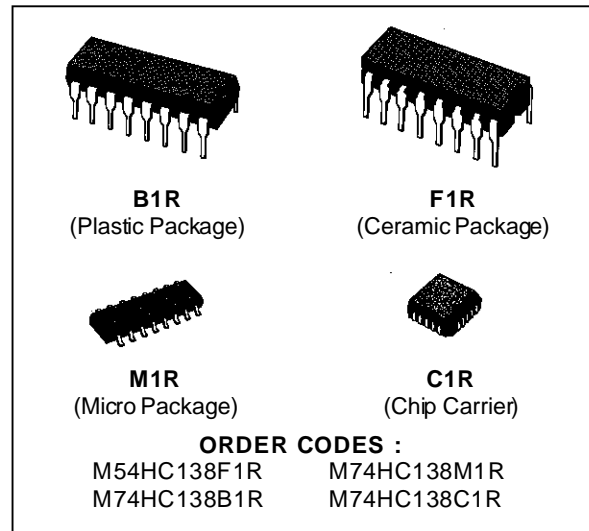 B1R
(Plastic Package)
F1R
(Ceramic Package)
M1R
(Micro Package)
C1R
(Chip Carrier)
ORDER CODES :
M54HC138F1R M74HC138M1R
M74HC138B1R M74HC138C1R